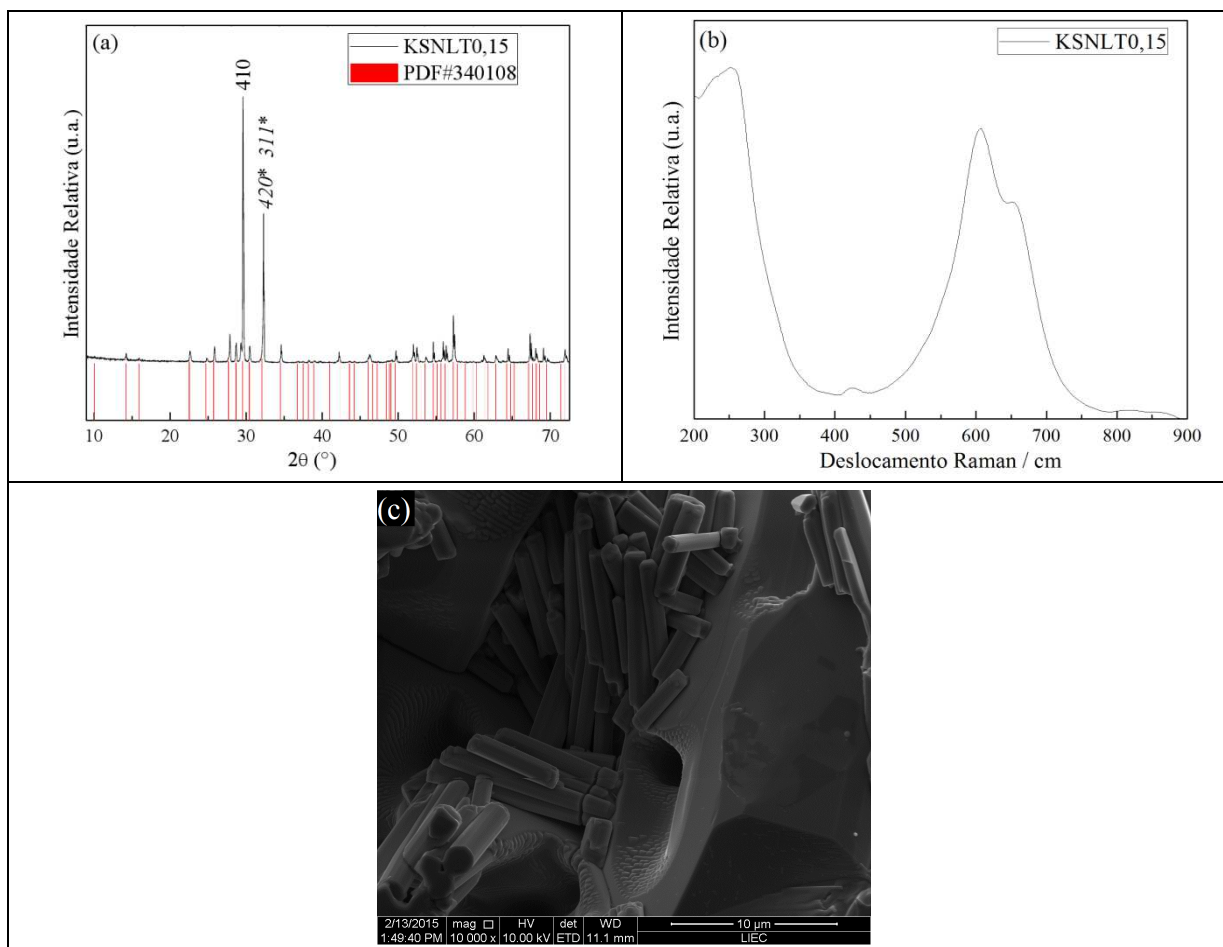 (a)
KSNLT0,15
PDF#340108
410
420* 311*
Intensidade Relativa (u.a.)
10 20 30 40 50 60 70
2θ (°)
(b)
KSNLT0,15
Intensidade Relativa (u.a.)
200 300 400 500 600 700 800 900
Deslocamento Raman / cm
(c)
2/13/2015 mag □ HV det WD 10 µm
1:49:40 PM 10 000 x 10.00 kV ETD 11.1 mm LIEC